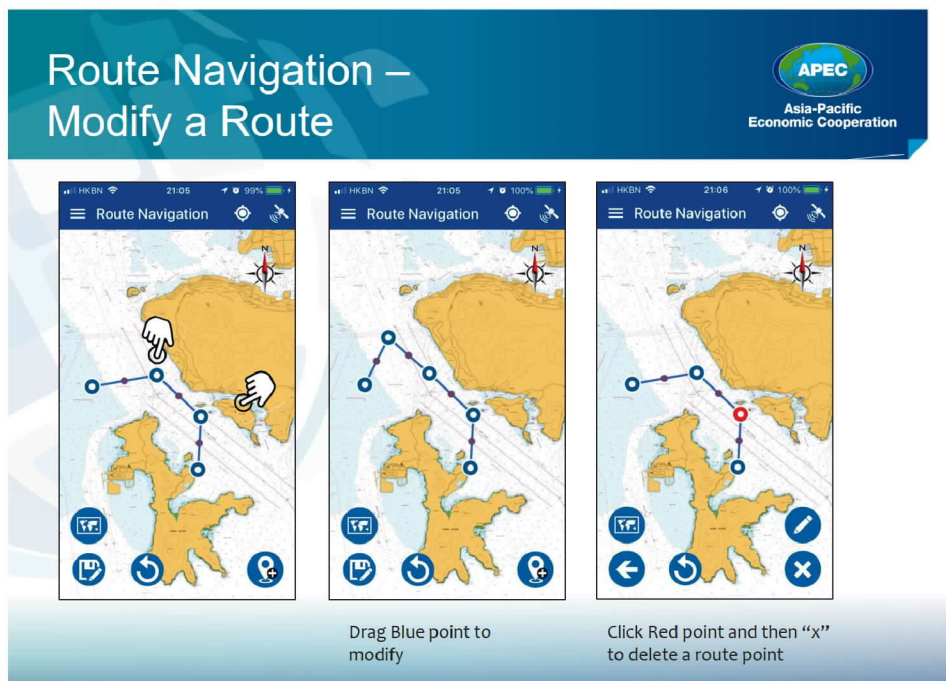 Route Navigation –
Modify a Route
APEC
Asia-Pacific
Economic Cooperation
HKBN 21:05 99%
Route Navigation
N
HKBN 21:05 100%
Route Navigation
N
HKBN 21:06 100%
Route Navigation
N
Drag Blue point to
modify
Click Red point and then “x”
to delete a route point